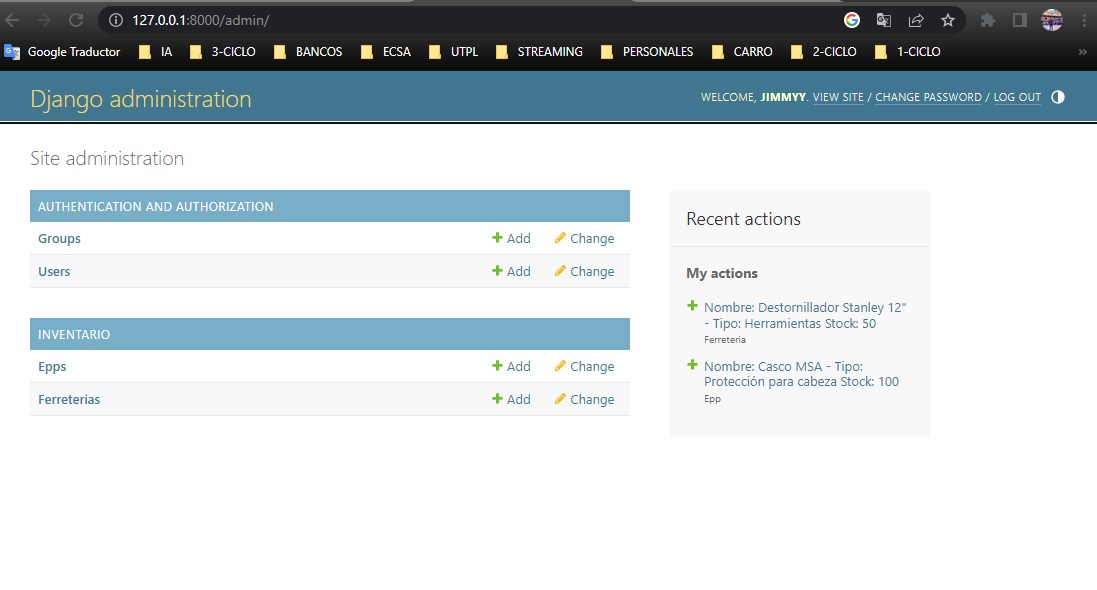 127.0.0.1:8000/admin/
Google Traductor IA 3-CICLO BANCOS ECSA UTPL STREAMING PERSONALES CARRO 2-CICLO 1-CICLO »
Django administration
WELCOME, JIMMYY. VIEW SITE / CHANGE PASSWORD / LOG OUT
Site administration
AUTHENTICATION AND AUTHORIZATION
Groups Add Change
Users Add Change
INVENTARIO
Epps Add Change
Ferreterias Add Change
Recent actions
My actions
Nombre: Destornillador Stanley 12"
- Tipo: Herramientas Stock: 50
Ferreteria
Nombre: Casco MSA - Tipo:
Protección para cabeza Stock: 100
Epp